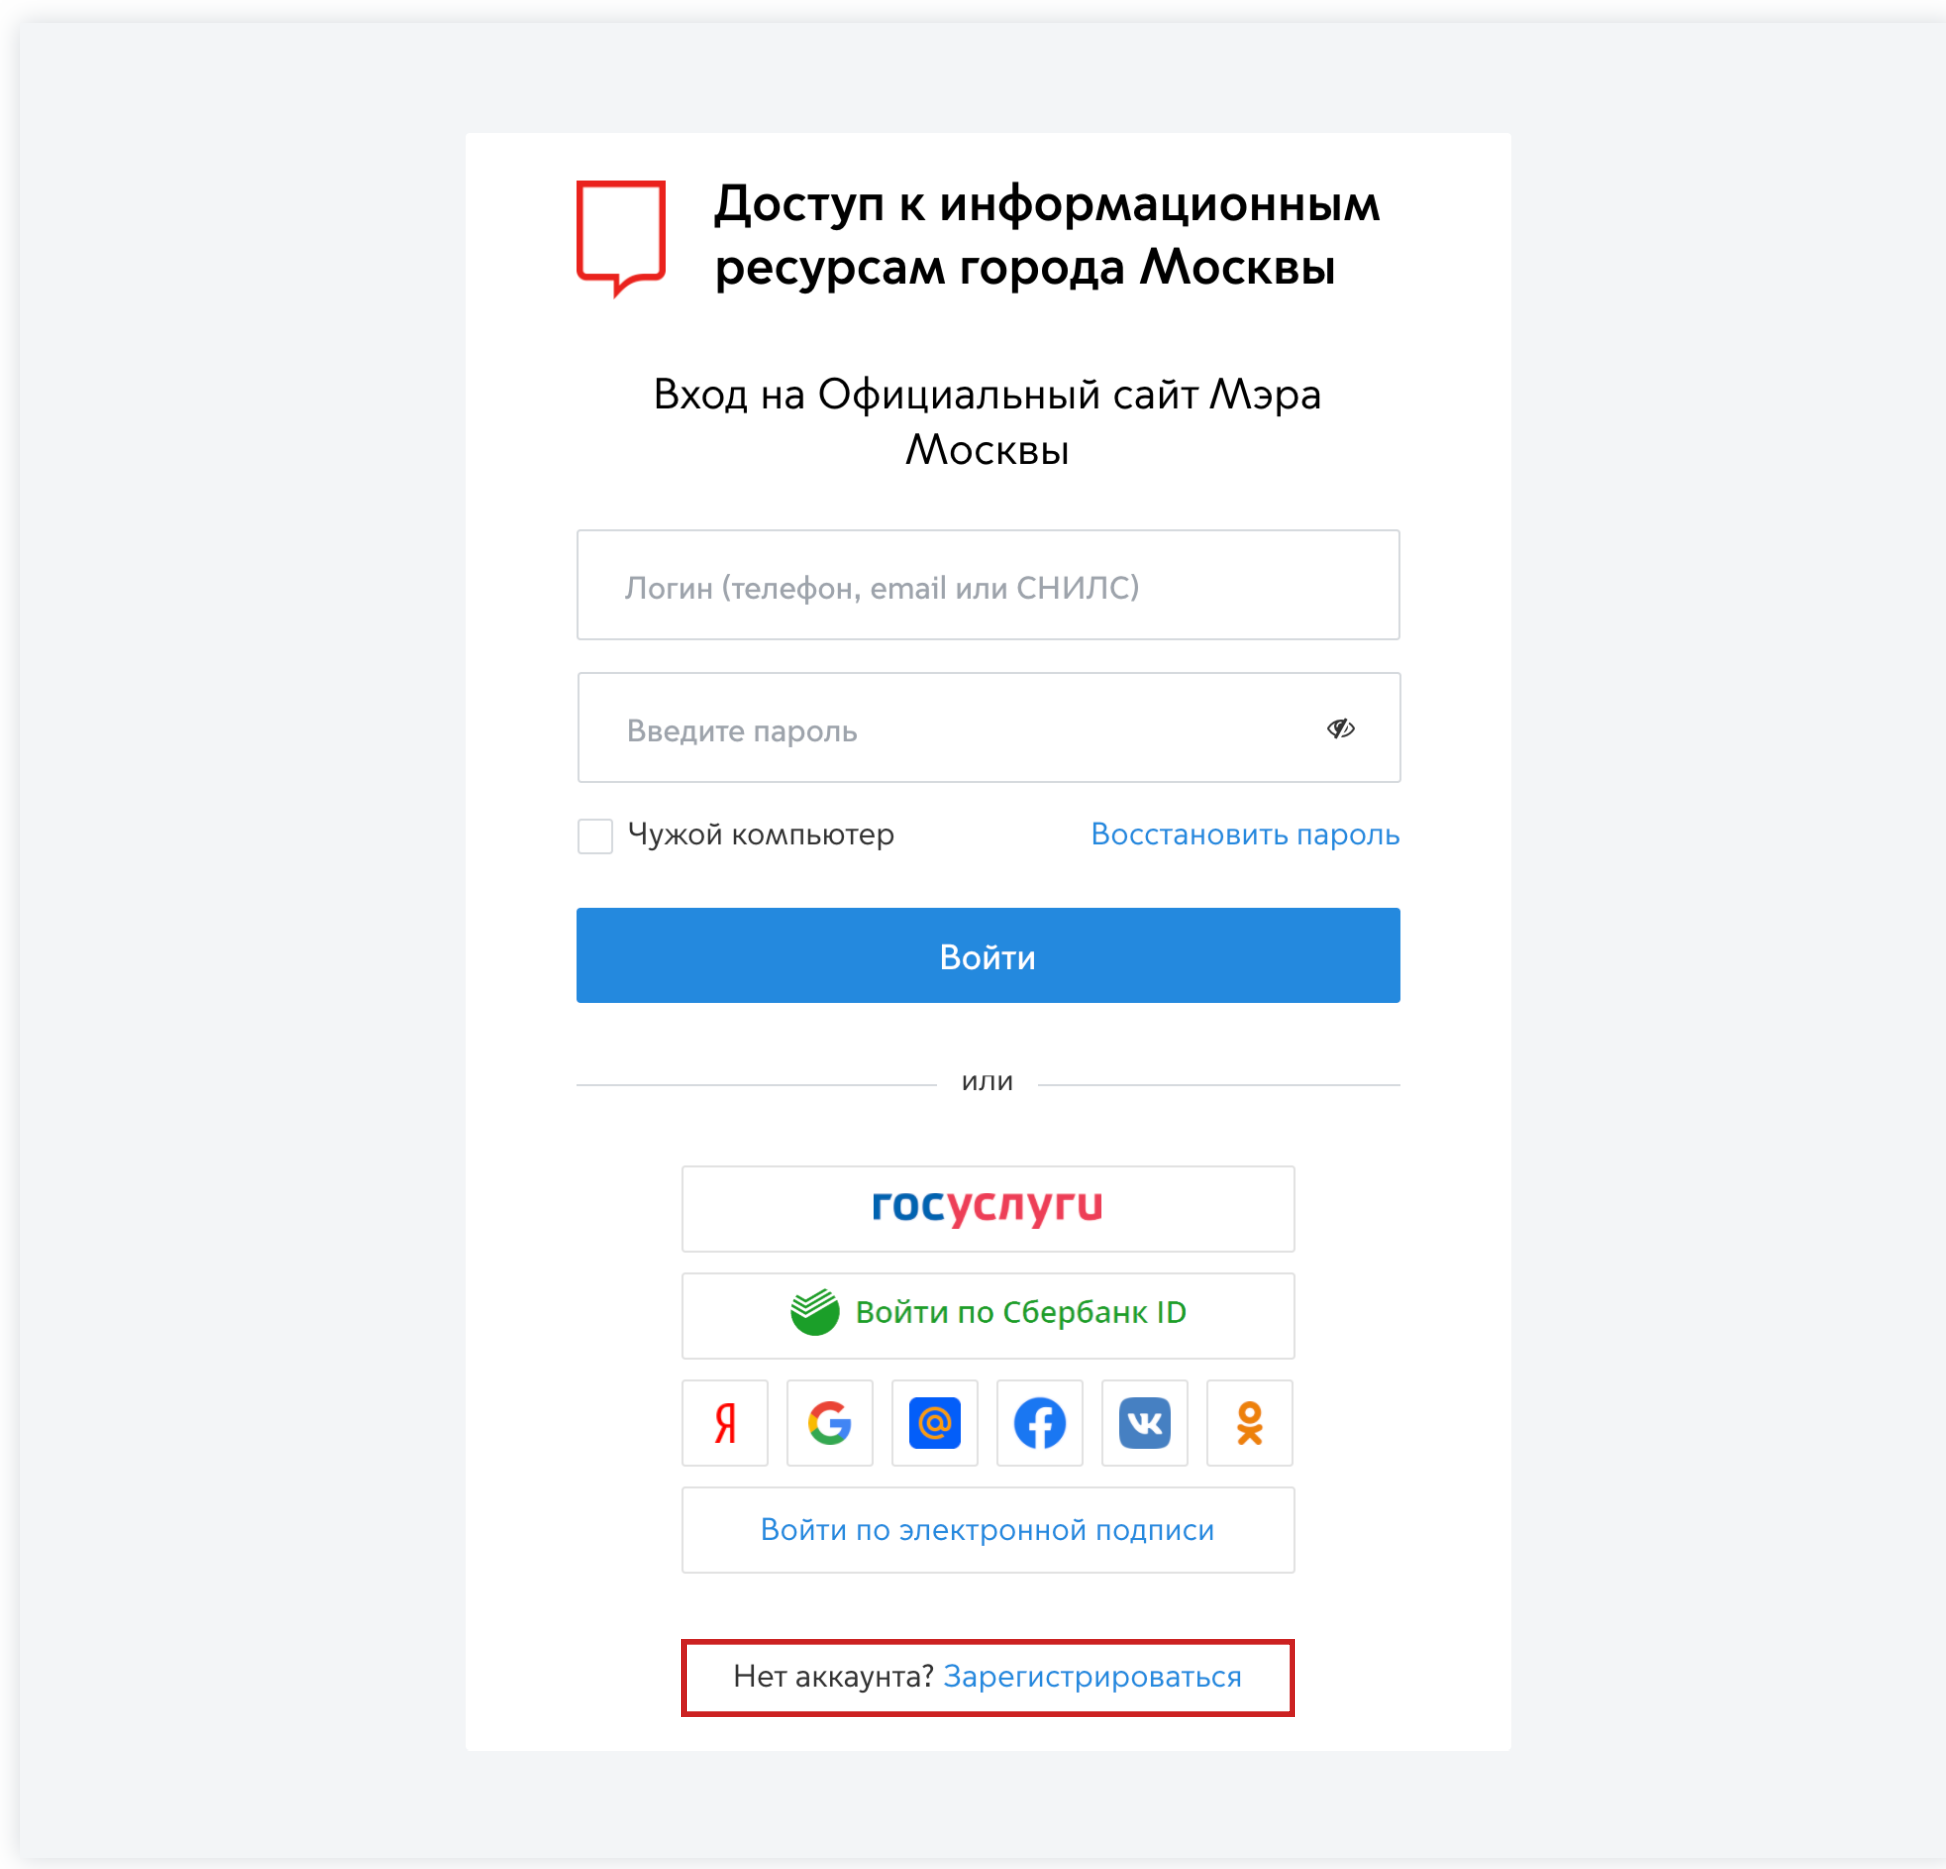 Доступ к информационным
ресурсам города Москвы
Вход на Официальный сайт Мэра
Москвы
Логин (телефон, email или СНИЛС)
Введите пароль
Чужой компьютер
Восстановить пароль
Войти
или
госуслуги
Войти по Сбербанк ID
Я G @ f VK
Войти по электронной подписи
Нет аккаунта? Зарегистрироваться